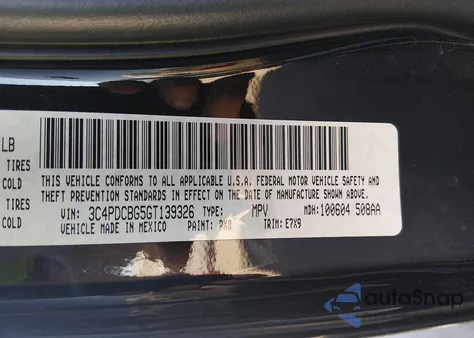 LB
TIRES
COLD
TIRES
COLD
THIS VEHICLE CONFORMS TO ALL APPLICABLE U.S.A. FEDERAL MOTOR VEHICLE SAFETY AND
THEFT PREVENTION STANDARDS IN EFFECT ON THE DATE OF MANUFACTURE SHOWN ABOVE.
VIN: 3C4PDCBG5GT139326 TYPE: MPV MDH: 100604 508AA
VEHICLE MADE IN MEXICO PAINT: PX8 TRIM: E7X9
autoSnap